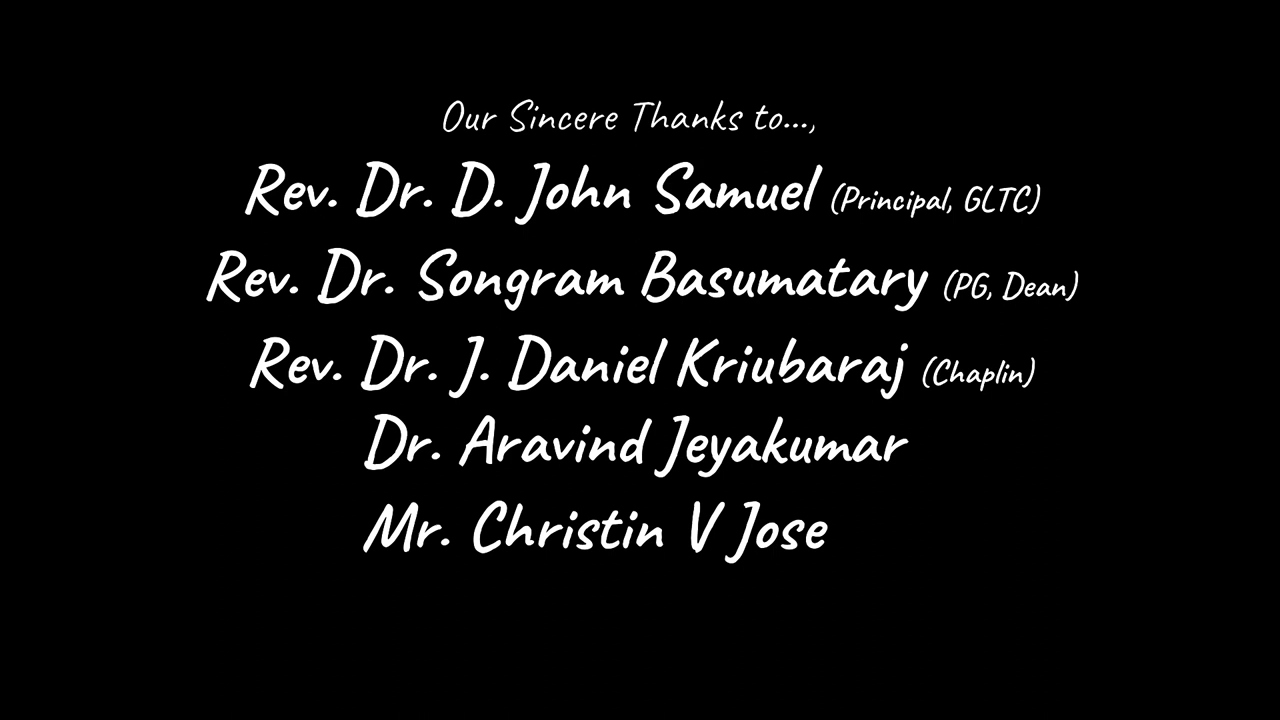 Our Sincere Thanks to...,
Rev. Dr. D. John Samuel (Principal, GLTC)
Rev. Dr. Songram Basumatary (PG, Dean)
Rev. Dr. J. Daniel Kriubaraj (Chaplin)
Dr. Aravind Jeyakumar
Mr. Christin V Jose